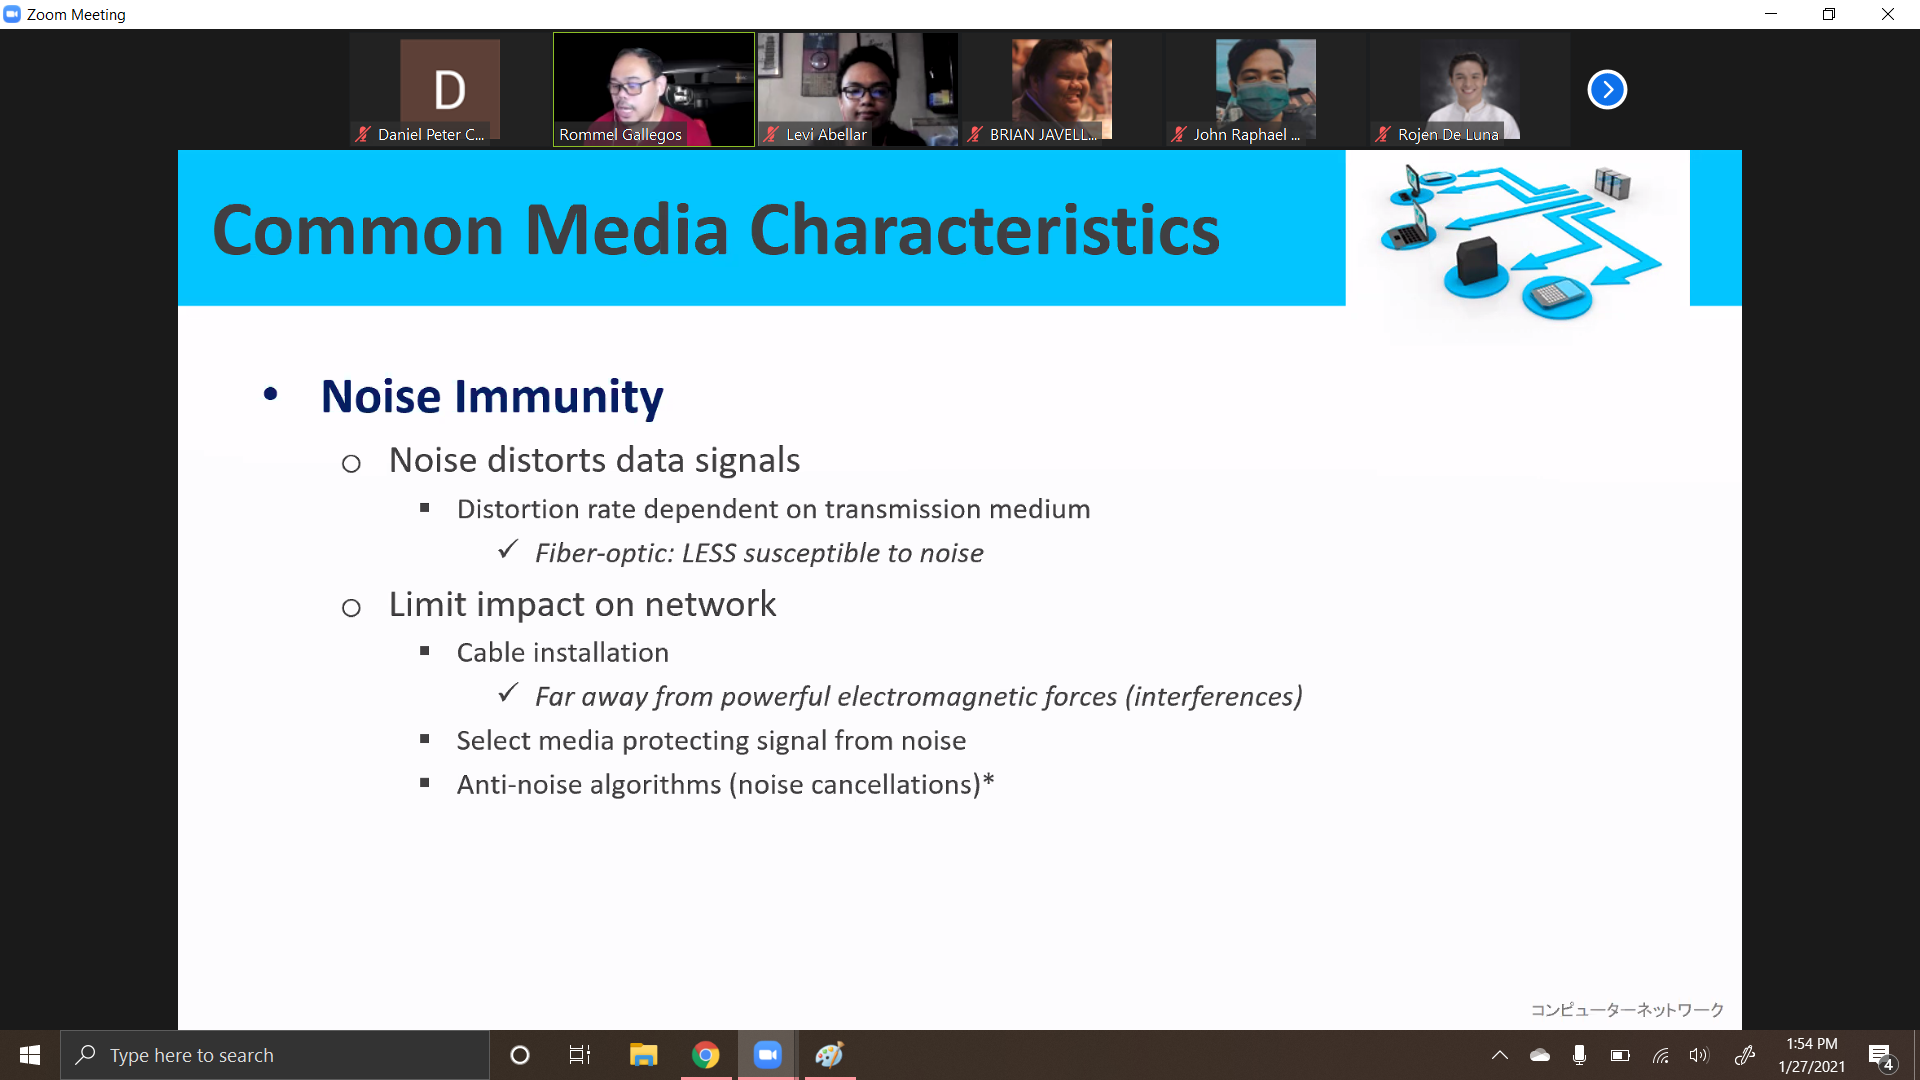 Zoom Meeting
D
Daniel Peter C...
Rommel Gallegos
Levi Abellar
BRIAN JAVELL...
John Raphael ...
Rojen De Luna
Common Media Characteristics
• Noise Immunity
o Noise distorts data signals
▪ Distortion rate dependent on transmission medium
✓ Fiber-optic: LESS susceptible to noise
o Limit impact on network
▪ Cable installation
✓ Far away from powerful electromagnetic forces (interferences)
▪ Select media protecting signal from noise
▪ Anti-noise algorithms (noise cancellations)*
コンピューターネットワーク
Type here to search
1:54 PM
1/27/2021
4